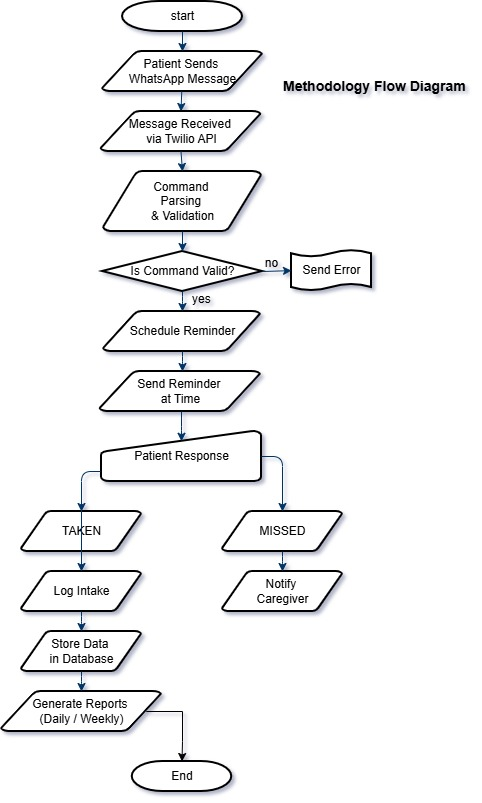 start
Patient Sends
WhatsApp Message
Methodology Flow Diagram
Message Received
via Twilio API
Command
Parsing
& Validation
Is Command Valid?
no
Send Error
yes
Schedule Reminder
Send Reminder
at Time
Patient Response
TAKEN
MISSED
Log Intake
Notify
Caregiver
Store Data
in Database
Generate Reports
(Daily / Weekly)
End